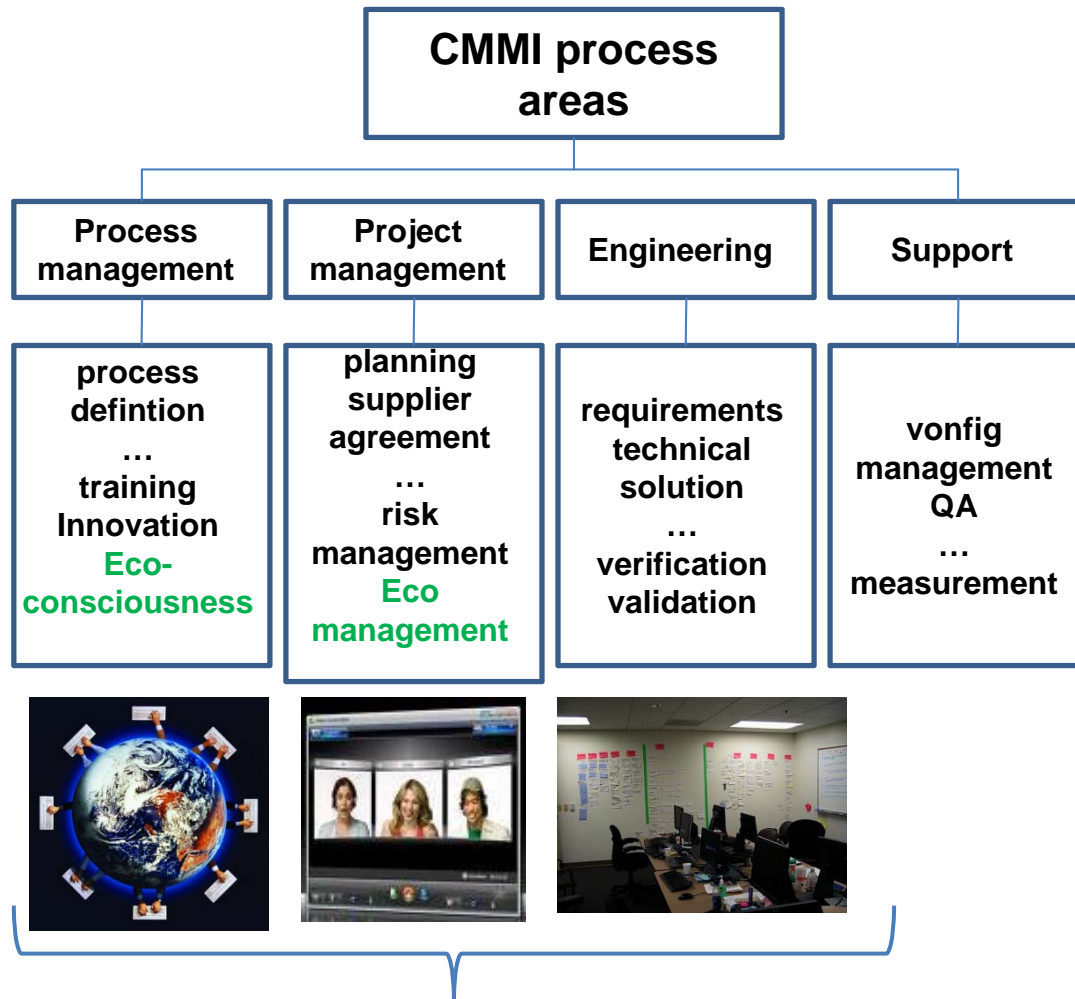 CMMI process
areas
Process
management
Project
management
Engineering
Support
process
defintion
…
training
Innovation
Eco-
consciousness
planning
supplier
agreement
…
risk
management
Eco
management
requirements
technical
solution
…
verification
validation
vonfig
management
QA
…
measurement